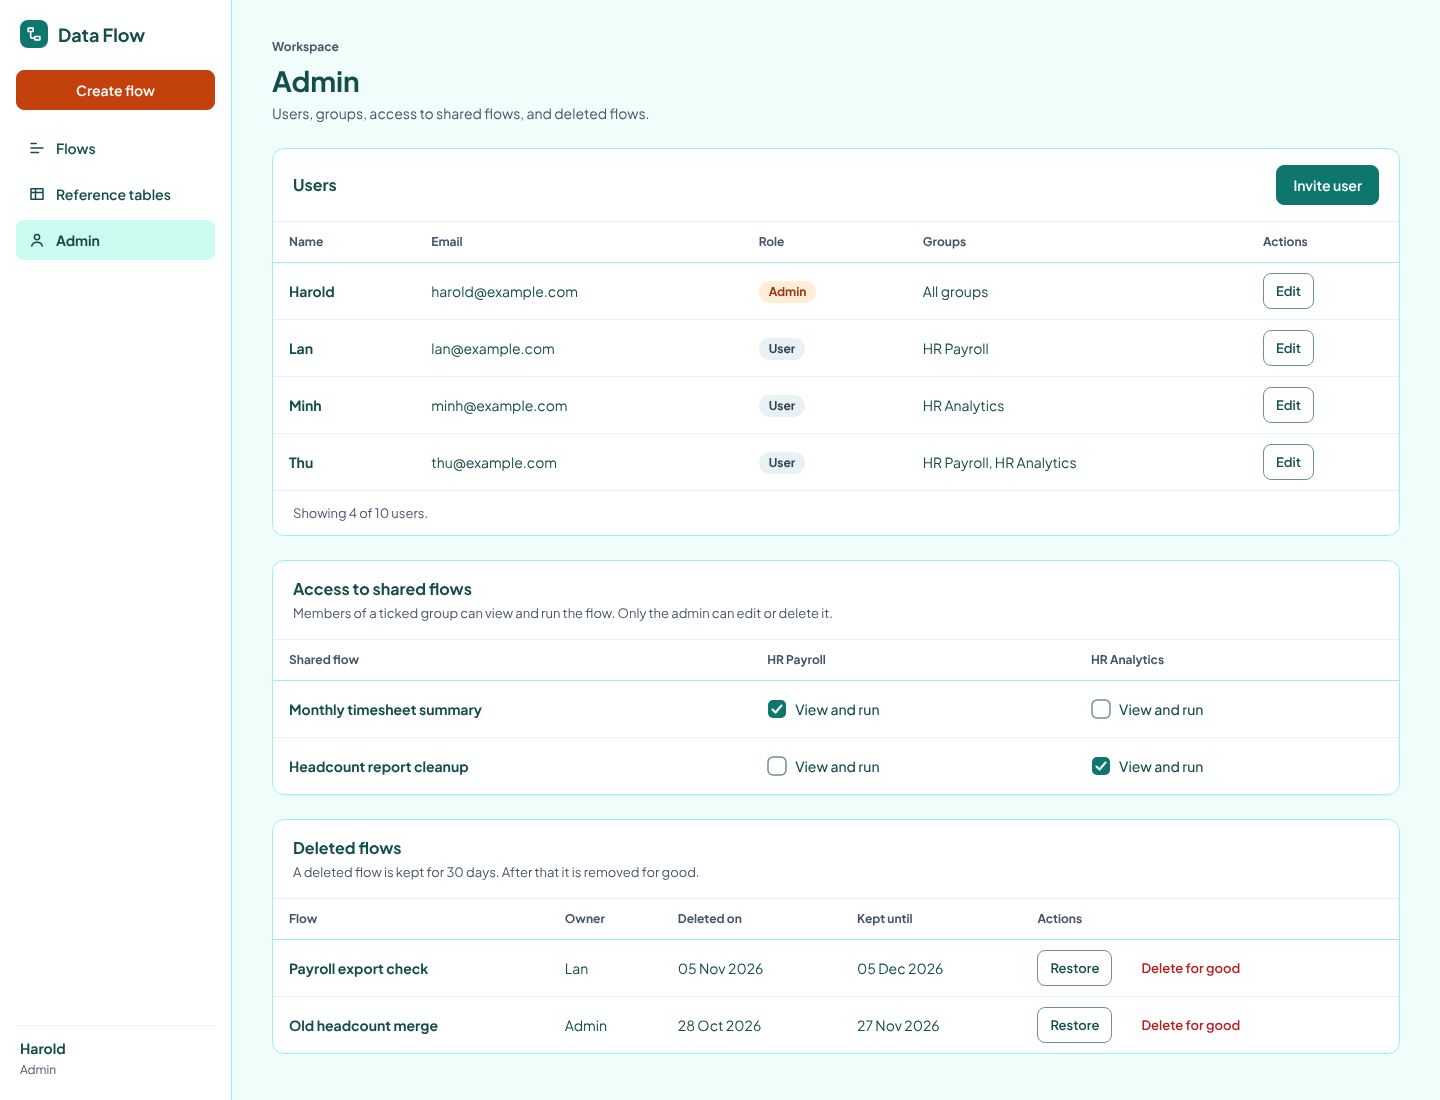 Data Flow
Create flow
Flows
Reference tables
Admin
Harold
Admin
Workspace
Admin
Users, groups, access to shared flows, and deleted flows.
Users
Invite user
Name Email Role Groups Actions
Harold harold@example.com Admin All groups Edit
Lan lan@example.com User HR Payroll Edit
Minh minh@example.com User HR Analytics Edit
Thu thu@example.com User HR Payroll, HR Analytics Edit
Showing 4 of 10 users.
Access to shared flows
Members of a ticked group can view and run the flow. Only the admin can edit or delete it.
Shared flow HR Payroll HR Analytics
Monthly timesheet summary View and run View and run
Headcount report cleanup View and run View and run
Deleted flows
A deleted flow is kept for 30 days. After that it is removed for good.
Flow Owner Deleted on Kept until Actions
Payroll export check Lan 05 Nov 2026 05 Dec 2026 Restore Delete for good
Old headcount merge Admin 28 Oct 2026 27 Nov 2026 Restore Delete for good